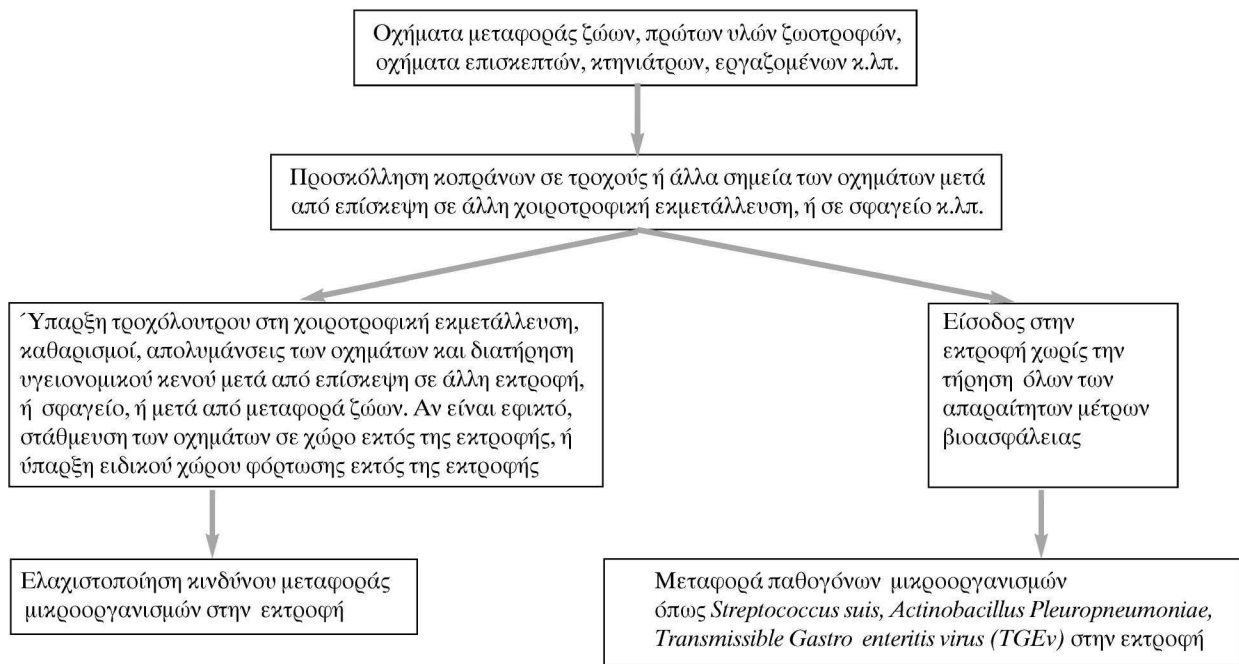 Οχήματα μεταφοράς ζώων, πρώτων υλών ζωοτροφών,
οχήματα επισκεπτών, κτηνιάτρων, εργαζομένων κ.λπ.
Προσκόλληση κοπράνων σε τροχούς ή άλλα σημεία των οχημάτων μετά
από επίσκεψη σε άλλη χοιροτροφική εκμετάλλευση, ή σε σφαγείο κ.λπ.
Ύπαρξη τροχόλουτρου στη χοιροτροφική εκμετάλλευση,
καθαρισμοί, απολυμάνσεις των οχημάτων και διατήρηση
υγειονομικού κενού μετά από επίσκεψη σε άλλη εκτροφή,
ή σφαγείο, ή μετά από μεταφορά ζώων. Αν είναι εφικτό,
στάθμευση των οχημάτων σε χώρο εκτός της εκτροφής, ή
ύπαρξη ειδικού χώρου φόρτωσης εκτός της εκτροφής
Είσοδος στην
εκτροφή χωρίς την
τήρηση όλων των
απαραίτητων μέτρων
βιοασφάλειας
Ελαχιστοποίηση κινδύνου μεταφοράς
μικροοργανισμών στην εκτροφή
Μεταφορά παθογόνων μικροοργανισμών
όπως Streptococcus suis, Actinobacillus Pleuropneumoniae,
Transmissible Gastro enteritis virus (TGEv) στην εκτροφή